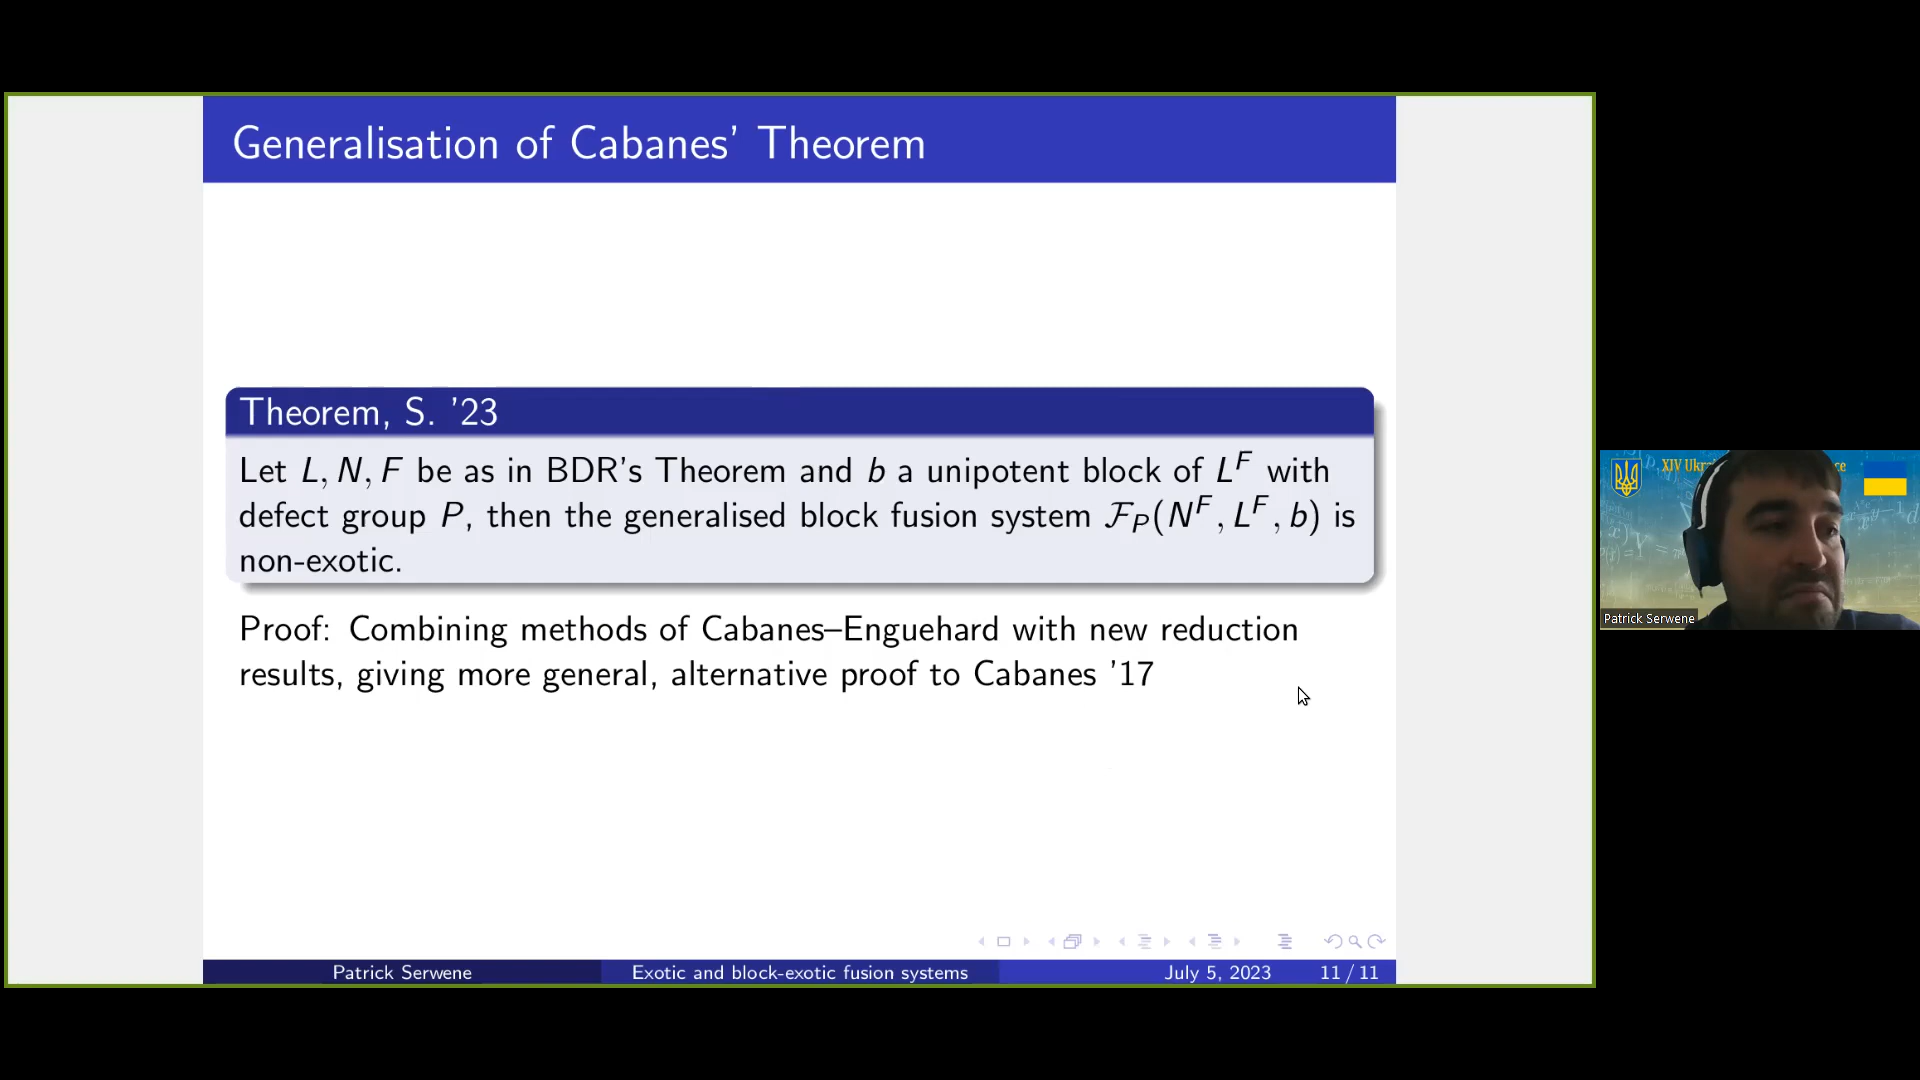 Generalisation of Cabanes' Theorem
Theorem, S. '23
Let L, N, F be as in BDR's Theorem and b a unipotent block of L^F with
defect group P, then the generalised block fusion system F_P(N^F, L^F, b) is
non-exotic.
Proof: Combining methods of Cabanes–Enguehard with new reduction
results, giving more general, alternative proof to Cabanes '17
Patrick Serwene
Exotic and block-exotic fusion systems
July 5, 2023
11 / 11
XIV Ukr
ce
Patrick Serwene